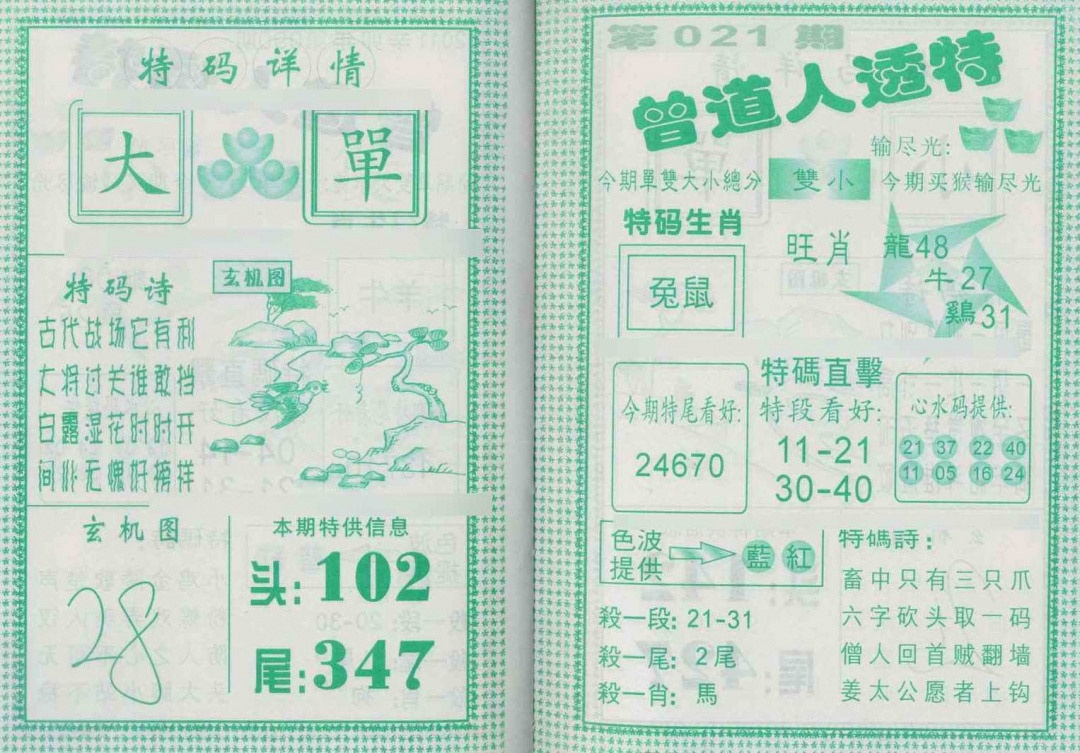 特码详情
大 單
特码诗
玄机图
古代战场它有利
大将过关谁敢挡
白露湿花时时开
问你无愧好榜样
玄机图
28
本期特供信息
头:102
尾:347
第021期
曾道人透特
输尽光:
今期單雙大小總分 雙小 今期买猴输尽光
特码生肖
兔鼠
旺肖
龍48
牛27
鷄31
今期特尾看好:
24670
特碼直擊
特段看好:
11-21
30-40
心水码提供:
21 37 22 40
11 05 16 24
色波
提供
藍 紅
殺一段: 21-31
殺一尾: 2尾
殺一肖: 馬
特碼詩:
畜中只有三只爪
六字砍头取一码
僧人回首贼翻墙
姜太公愿者上钩